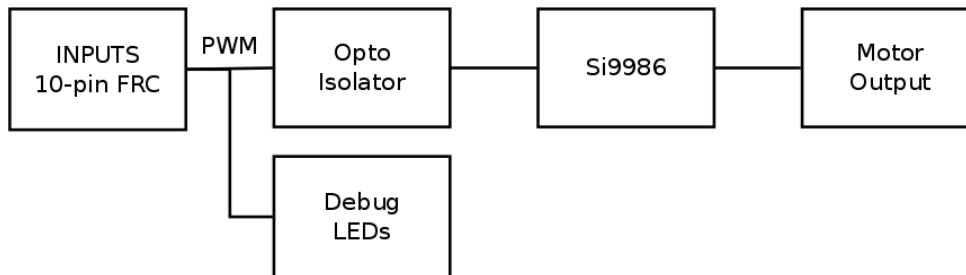 INPUTS
10-pin FRC
PWM
Opto
Isolator
Si9986
Motor
Output
Debug
LEDs